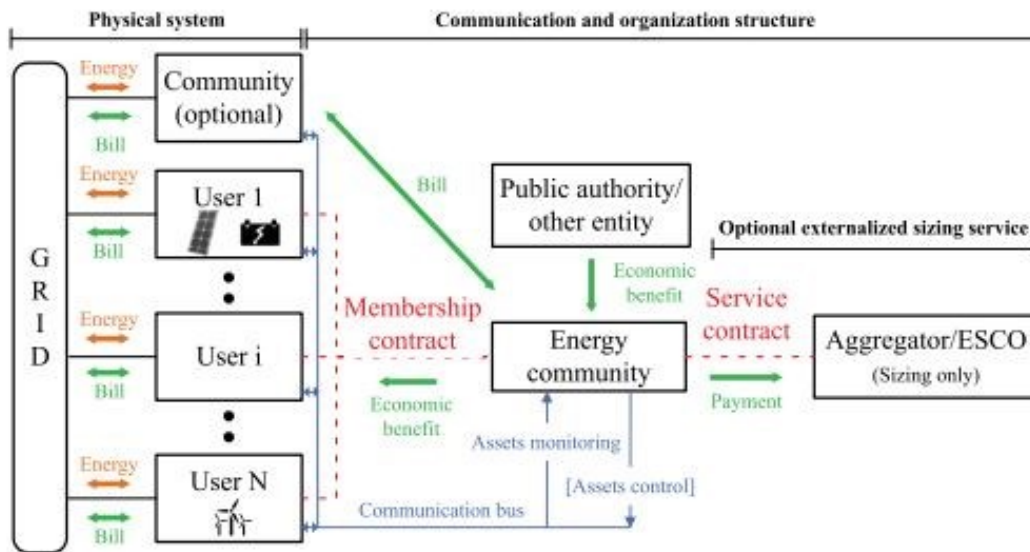 Physical system
Communication and organization structure
Energy
Community
(optional)
Bill
Energy
User 1
Bill
Bill
Public authority/
other entity
Optional externalized sizing service
GRID
Economic
benefit
Membership
contract
Service
contract
Energy
User i
Bill
Energy
community
Aggregator/ESCO
(Sizing only)
Economic
benefit
Payment
Assets monitoring
[Assets control]
Energy
User N
Bill
Communication bus